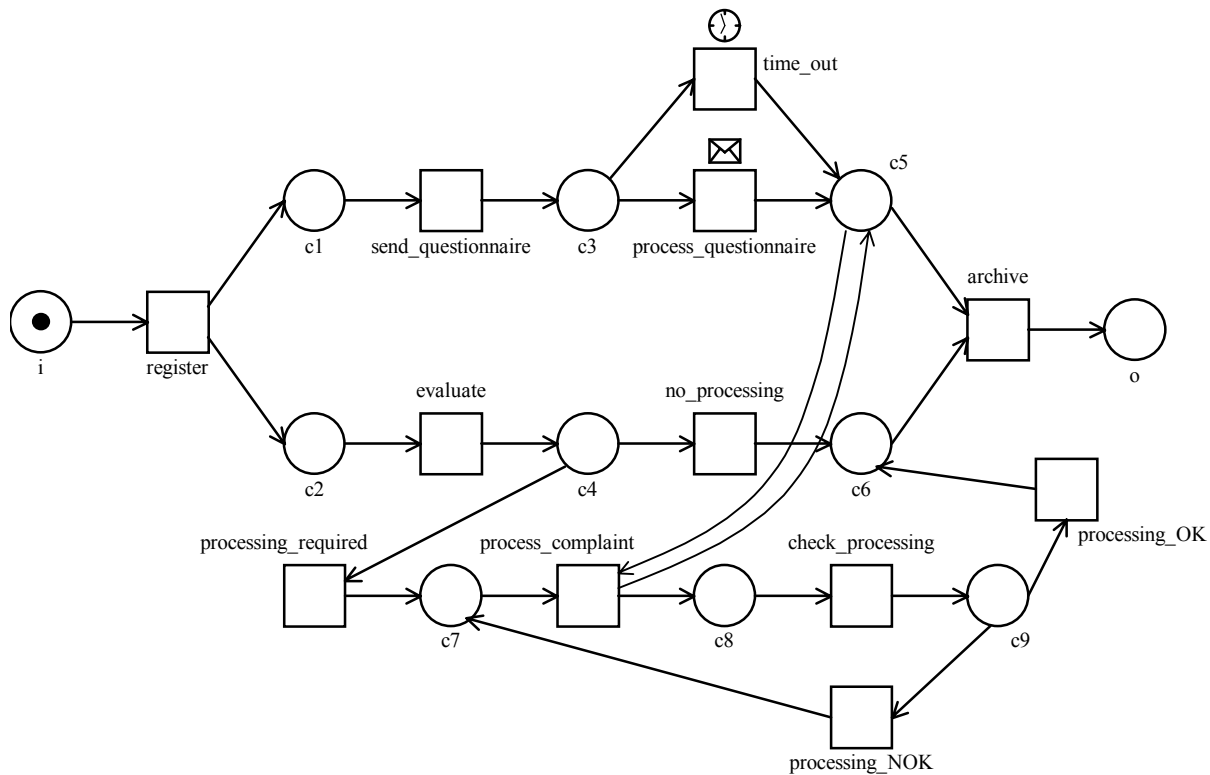 time_out
c5
c1
send_questionnaire
c3
process_questionnaire
archive
i
register
o
evaluate
no_processing
c2
c4
c6
processing_required
process_complaint
check_processing
processing_OK
c7
c8
c9
processing_NOK